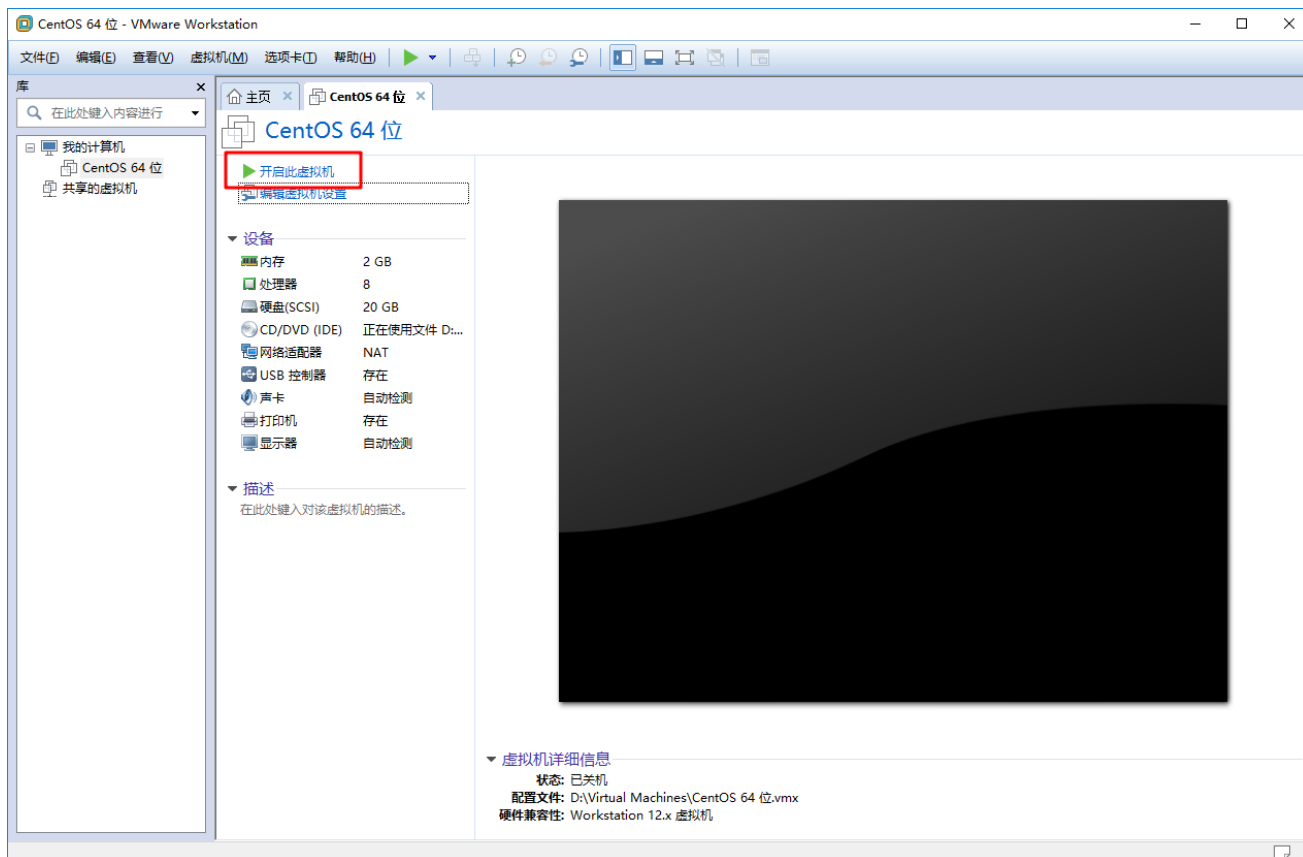 CentOS 64 位 - VMware Workstation
文件(F) 编辑(E) 查看(V) 虚拟机(M) 选项卡(T) 帮助(H)
库
在此处键入内容进行
我的计算机
CentOS 64 位
共享的虚拟机
主页 CentOS 64 位
CentOS 64 位
开启此虚拟机
编辑虚拟机设置
设备
内存 2 GB
处理器 8
硬盘(SCSI) 20 GB
CD/DVD (IDE) 正在使用文件 D:...
网络适配器 NAT
USB 控制器 存在
声卡 自动检测
打印机 存在
显示器 自动检测
描述
在此处键入对该虚拟机的描述。
虚拟机详细信息
状态: 已关机
配置文件: D:\Virtual Machines\CentOS 64 位.vmx
硬件兼容性: Workstation 12.x 虚拟机